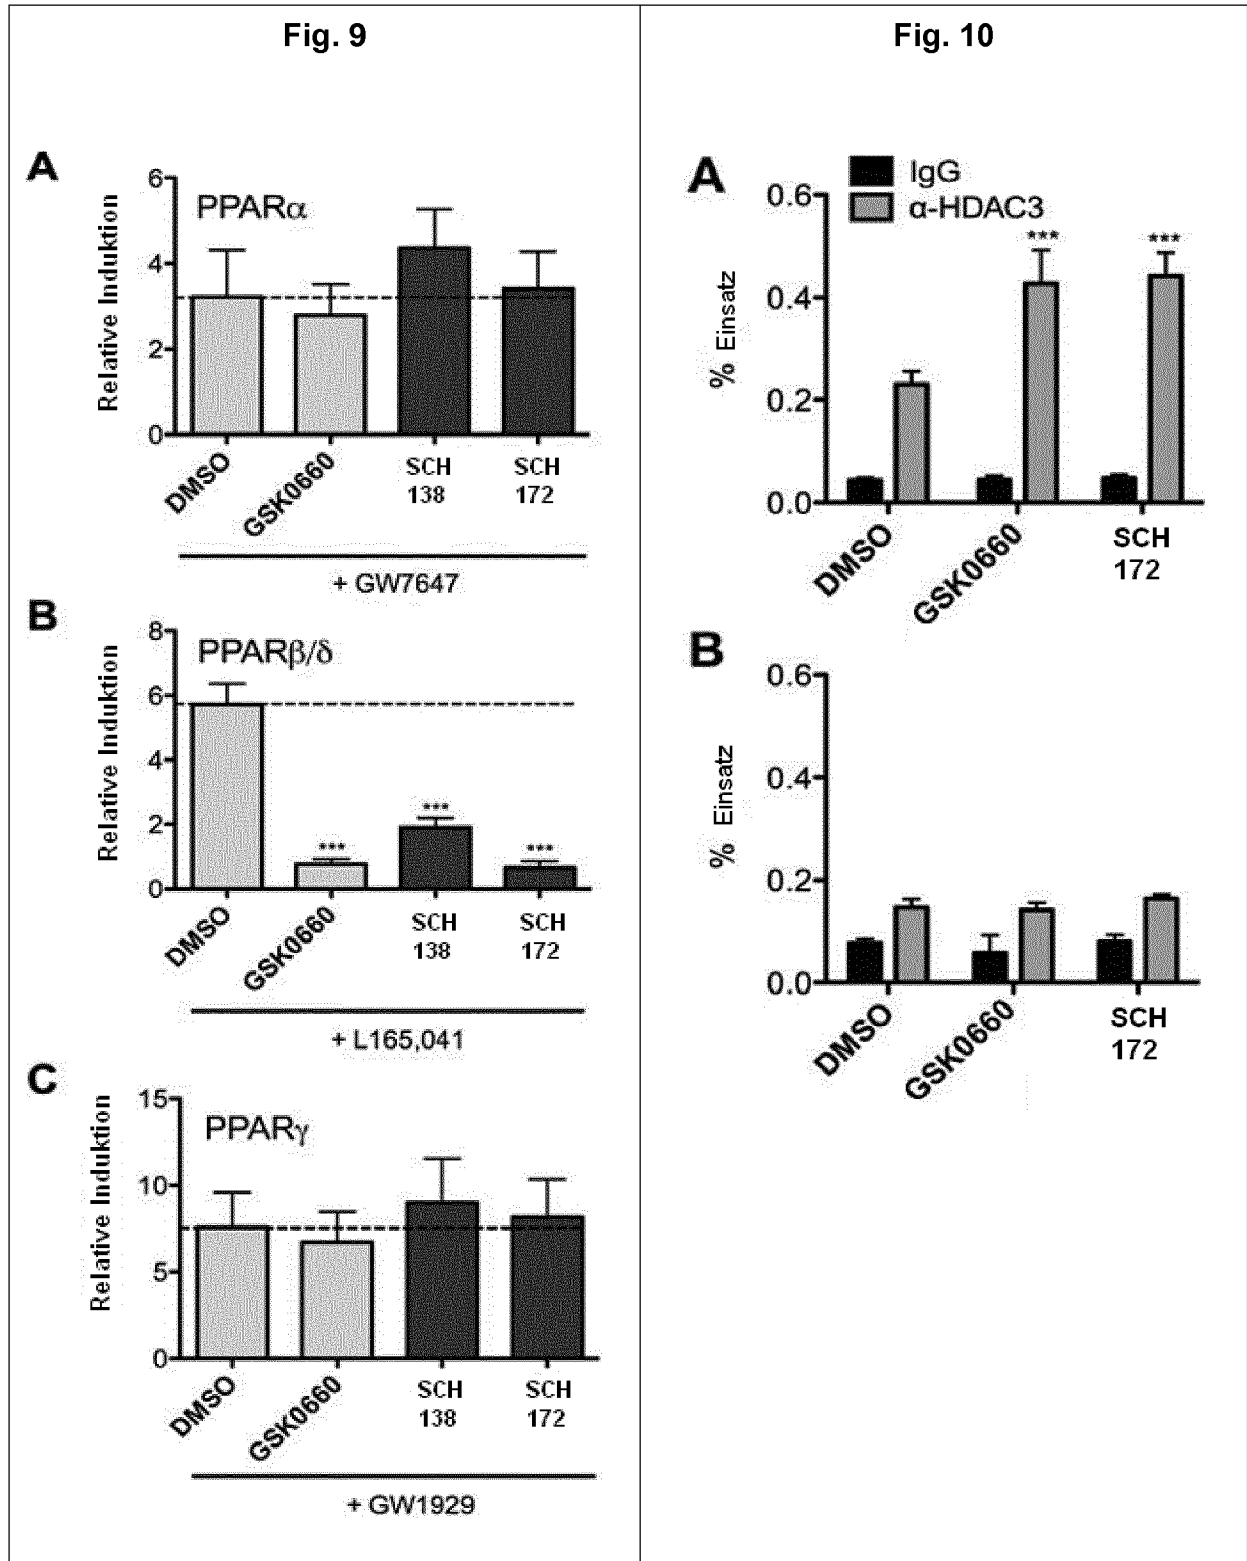 Fig. 9
A
Relative Induktion
6
4
2
0
PPARα
DMSO
GSK0660
SCH
138
SCH
172
+ GW7647
B
Relative Induktion
8
6
4
2
0
PPARβ/δ
***
***
***
DMSO
GSK0660
SCH
138
SCH
172
+ L165,041
C
Relative Induktion
15
10
5
0
PPARγ
DMSO
GSK0660
SCH
138
SCH
172
+ GW1929
Fig. 10
A
IgG
α-HDAC3
% Einsatz
0.6
0.4
0.2
0.0
***
***
DMSO
GSK0660
SCH
172
B
% Einsatz
0.6
0.4
0.2
0.0
DMSO
GSK0660
SCH
172